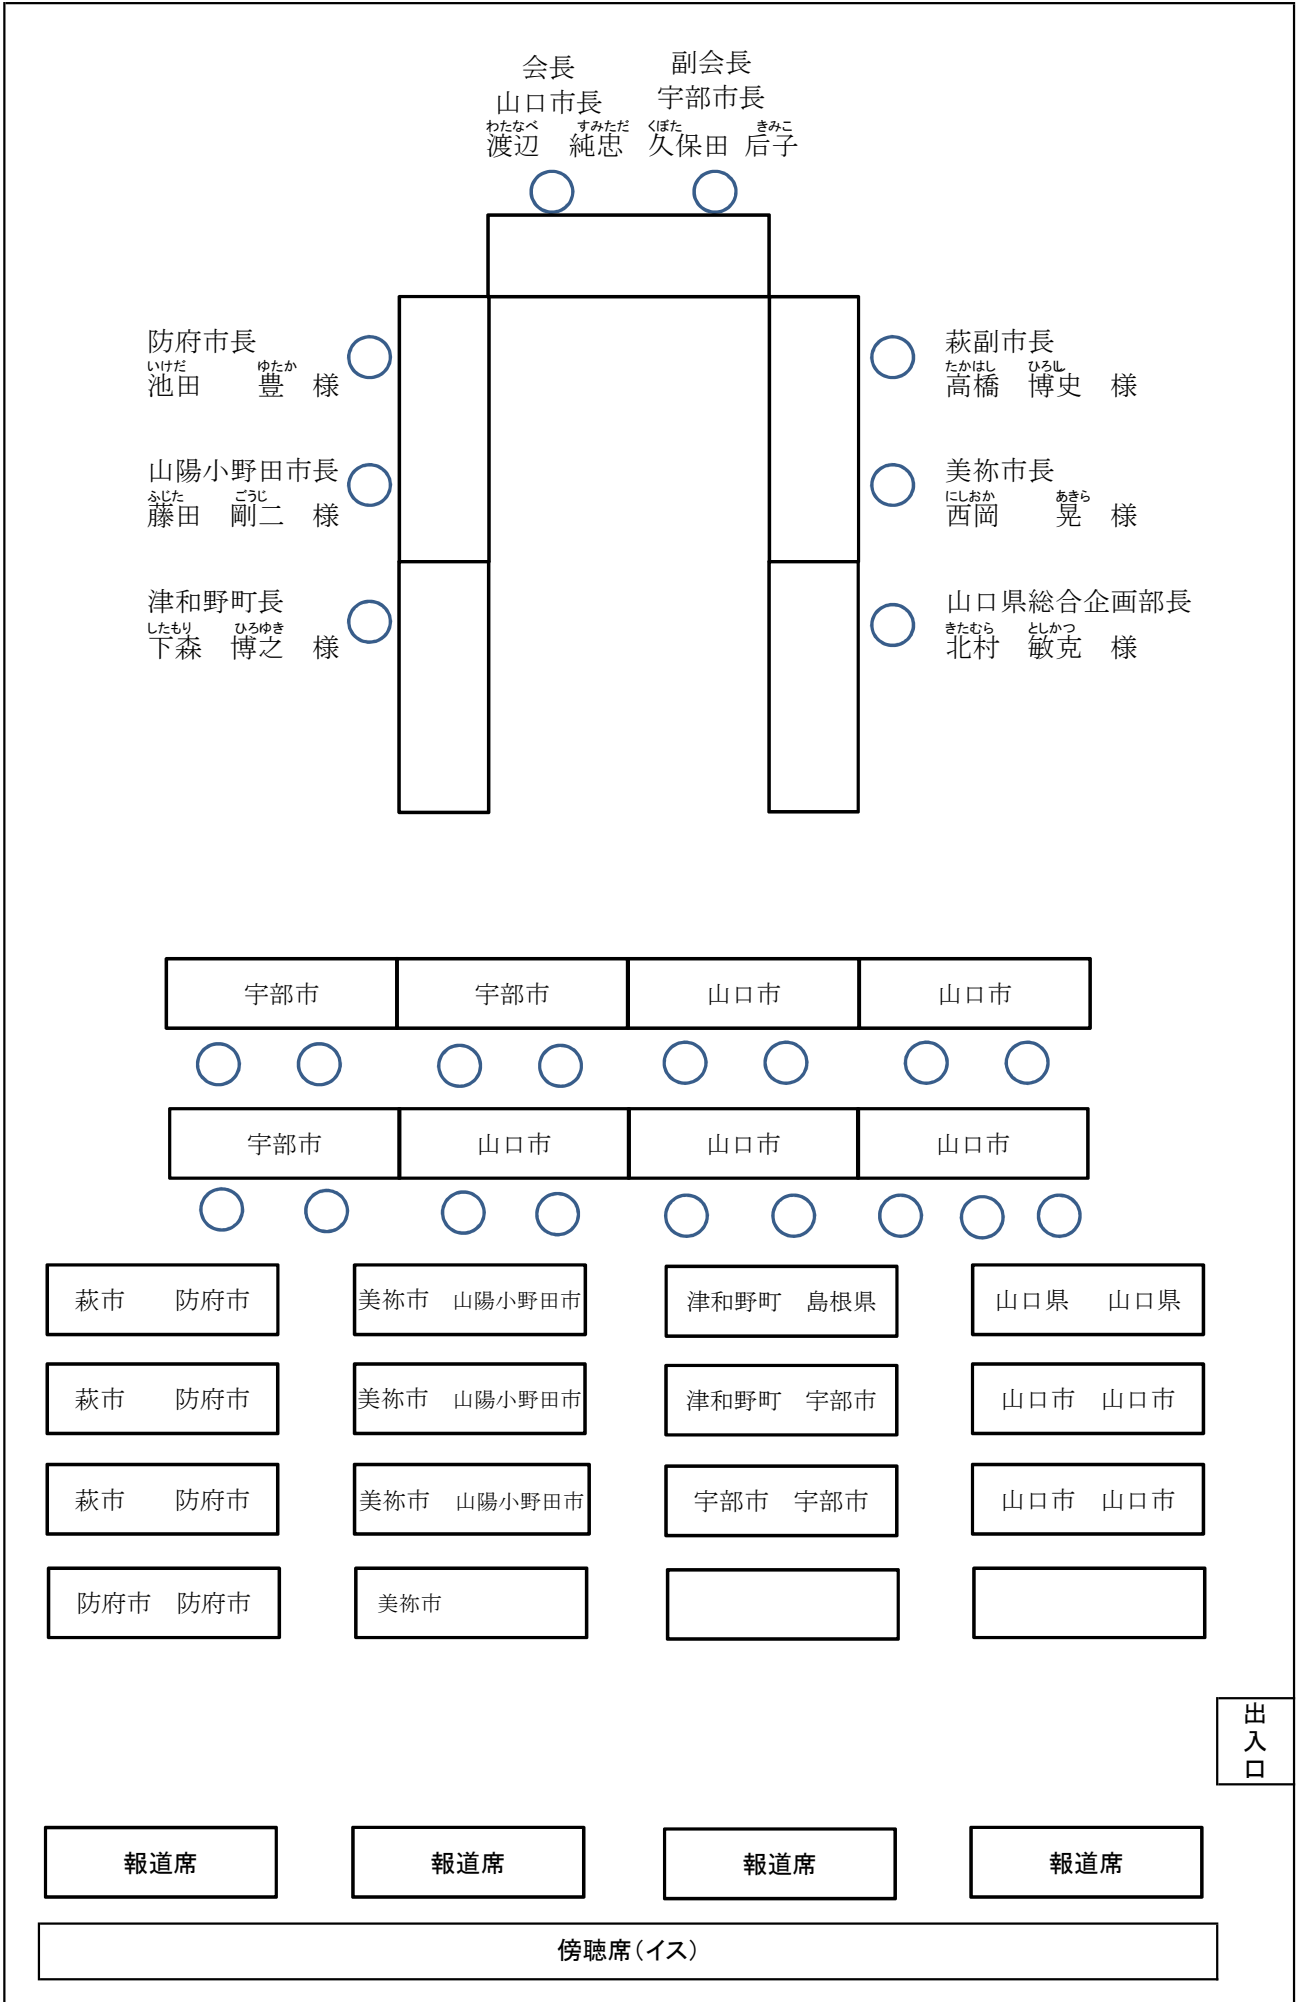 会長
山口市長
わたなべ　すみただ
渡辺　純忠
副会長
宇部市長
くぼた　きみこ
久保田 后子
防府市長
いけだ　ゆたか
池田　　豊　様
萩副市長
たかはし　ひろし
高橋　博史　様
山陽小野田市長
ふじた　ごうじ
藤田　剛二　様
美祢市長
にしおか　あきら
西岡　　晃　様
津和野町長
したもり　ひろゆき
下森　博之　様
山口県総合企画部長
きたむら　としかつ
北村　敏克　様
宇部市　宇部市　山口市　山口市
宇部市　山口市　山口市　山口市
萩市　防府市　美祢市　山陽小野田市　津和野町　島根県　山口県　山口県
萩市　防府市　美祢市　山陽小野田市　津和野町　宇部市　山口市　山口市
萩市　防府市　美祢市　山陽小野田市　宇部市　宇部市　山口市　山口市
防府市　防府市　美祢市
出入口
報道席　報道席　報道席　報道席
傍聴席(イス)